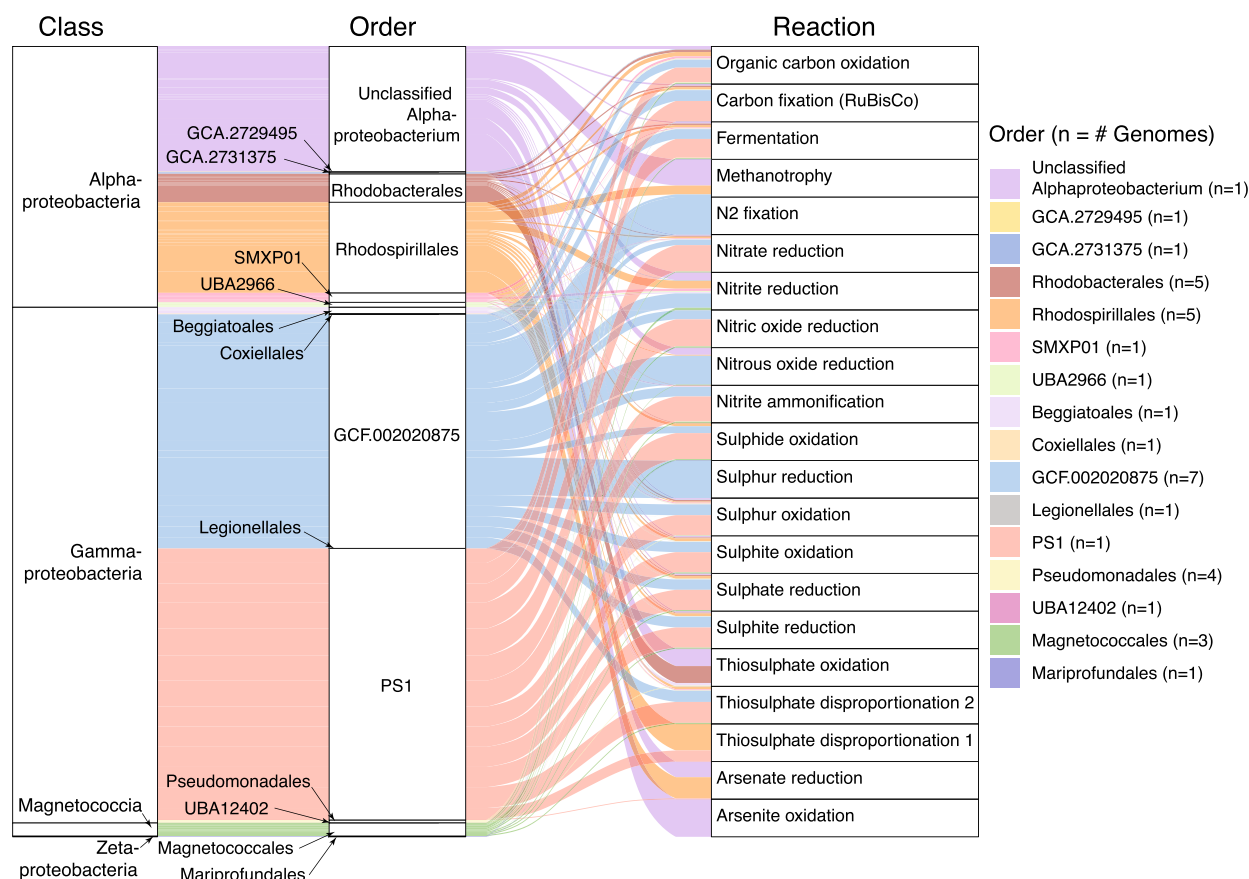 Class
Order
Reaction
Alpha-
proteobacteria
Gamma-
proteobacteria
Magnetococcia
Zeta-
proteobacteria
Unclassified
Alpha-
proteobacterium
GCA.2729495
GCA.2731375
Rhodobacterales
Rhodospirillales
SMXP01
UBA2966
Beggiatoales
Coxiellales
GCF.002020875
Legionellales
PS1
Pseudomonadales
UBA12402
Magnetococcales
Mariprofundales
Organic carbon oxidation
Carbon fixation (RuBisCo)
Fermentation
Methanotrophy
N2 fixation
Nitrate reduction
Nitrite reduction
Nitric oxide reduction
Nitrous oxide reduction
Nitrite ammonification
Sulphide oxidation
Sulphur reduction
Sulphur oxidation
Sulphite oxidation
Sulphate reduction
Sulphite reduction
Thiosulphate oxidation
Thiosulphate disproportionation 2
Thiosulphate disproportionation 1
Arsenate reduction
Arsenite oxidation
Order (n = # Genomes)
Unclassified
Alphaproteobacterium (n=1)
GCA.2729495 (n=1)
GCA.2731375 (n=1)
Rhodobacterales (n=5)
Rhodospirillales (n=5)
SMXP01 (n=1)
UBA2966 (n=1)
Beggiatoales (n=1)
Coxiellales (n=1)
GCF.002020875 (n=7)
Legionellales (n=1)
PS1 (n=1)
Pseudomonadales (n=4)
UBA12402 (n=1)
Magnetococcales (n=3)
Mariprofundales (n=1)